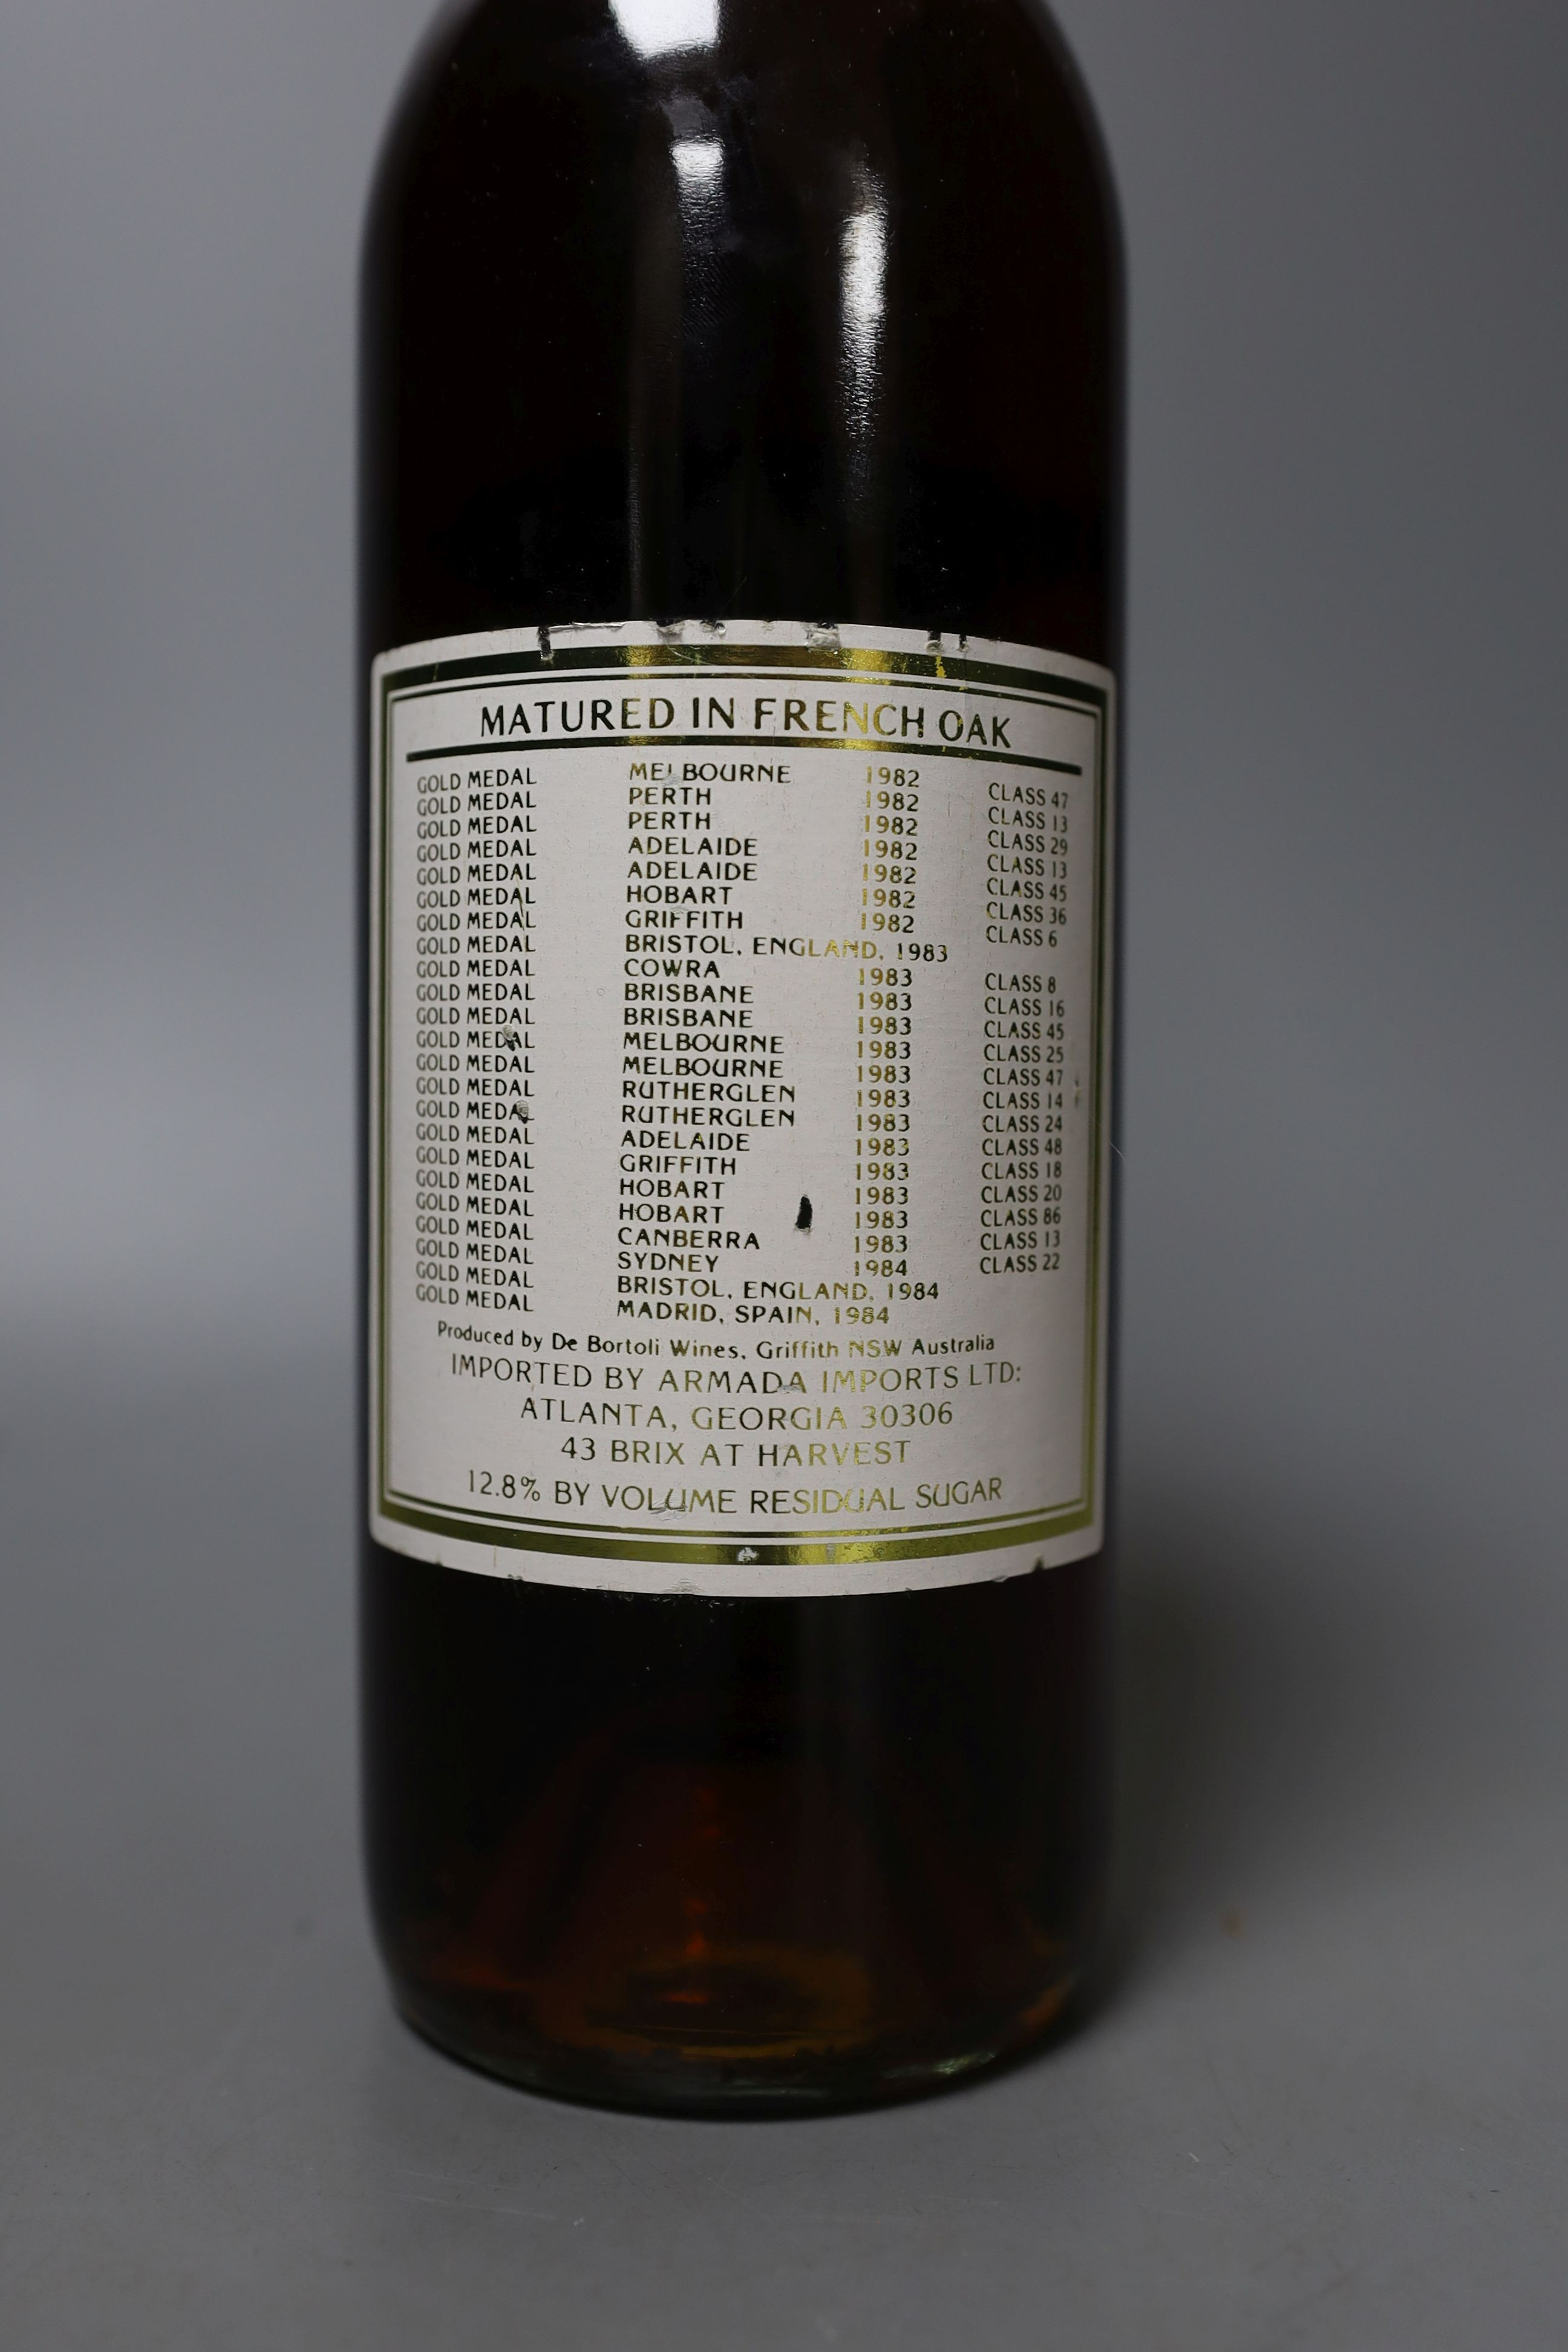 MATURED IN FRENCH OAK
GOLD MEDAL MELBOURNE 1982 CLASS 47
GOLD MEDAL PERTH 1982 CLASS 13
GOLD MEDAL PERTH 1982 CLASS 29
GOLD MEDAL ADELAIDE 1982 CLASS 13
GOLD MEDAL ADELAIDE 1982 CLASS 45
GOLD MEDAL HOBART 1982 CLASS 36
GOLD MEDAL GRIFFITH 1982 CLASS 6
GOLD MEDAL BRISTOL, ENGLAND, 1983
GOLD MEDAL COWRA 1983 CLASS 8
GOLD MEDAL BRISBANE 1983 CLASS 16
GOLD MEDAL BRISBANE 1983 CLASS 45
GOLD MEDAL MELBOURNE 1983 CLASS 25
GOLD MEDAL MELBOURNE 1983 CLASS 47
GOLD MEDAL RUTHERGLEN 1983 CLASS 14
GOLD MEDAL RUTHERGLEN 1983 CLASS 24
GOLD MEDAL ADELAIDE 1983 CLASS 48
GOLD MEDAL GRIFFITH 1983 CLASS 18
GOLD MEDAL HOBART 1983 CLASS 20
GOLD MEDAL HOBART 1983 CLASS 86
GOLD MEDAL CANBERRA 1983 CLASS 13
GOLD MEDAL SYDNEY 1984 CLASS 22
GOLD MEDAL BRISTOL, ENGLAND, 1984
GOLD MEDAL MADRID, SPAIN, 1984
Produced by De Bortoli Wines, Griffith NSW Australia
IMPORTED BY ARMADA IMPORTS LTD:
ATLANTA, GEORGIA 30306
43 BRIX AT HARVEST
12.8% BY VOLUME RESIDUAL SUGAR